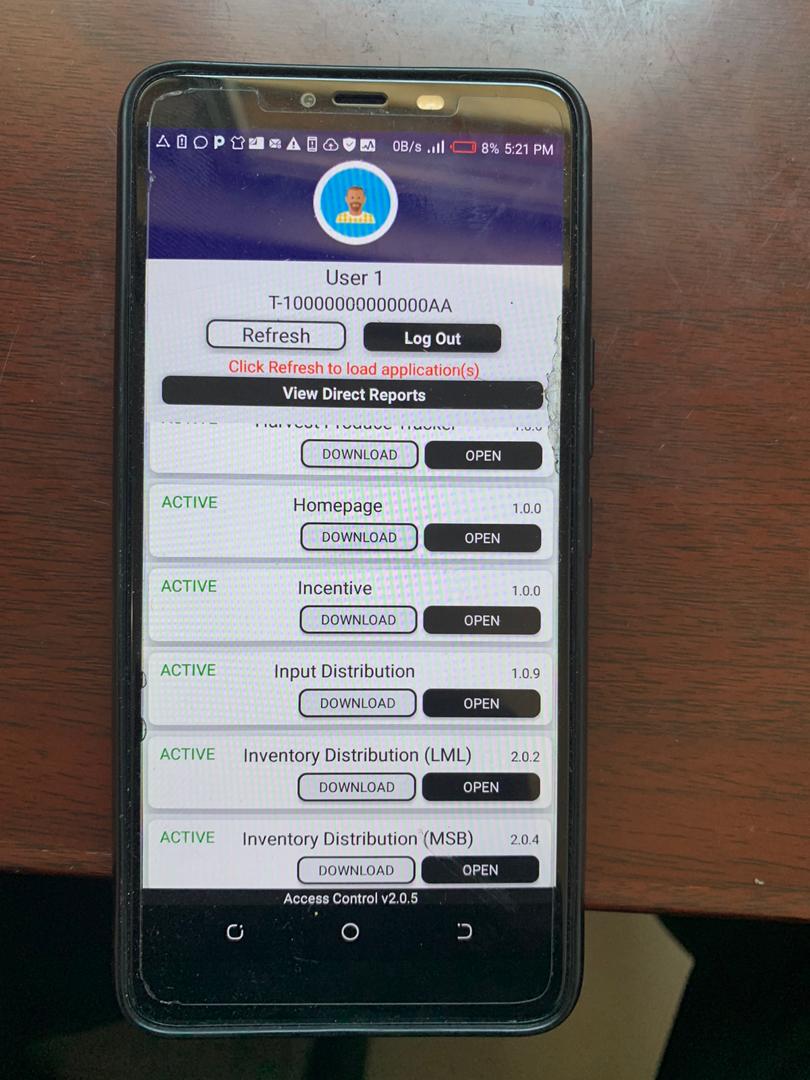 0B/s 8% 5:21 PM
User 1
T-10000000000000AA
Refresh Log Out
Click Refresh to load application(s)
View Direct Reports
ACTIVE Harvest Produce Tracker 1.0.0
DOWNLOAD OPEN
ACTIVE Homepage 1.0.0
DOWNLOAD OPEN
ACTIVE Incentive 1.0.0
DOWNLOAD OPEN
ACTIVE Input Distribution 1.0.9
DOWNLOAD OPEN
ACTIVE Inventory Distribution (LML) 2.0.2
DOWNLOAD OPEN
ACTIVE Inventory Distribution (MSB) 2.0.4
DOWNLOAD OPEN
Access Control v2.0.5